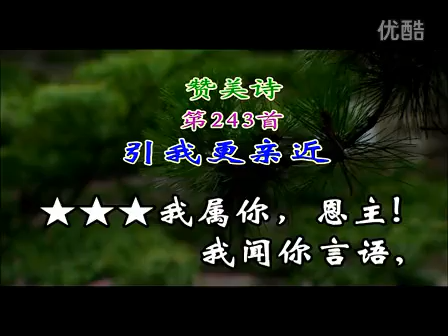 优酷
赞美诗
第243首
引我更亲近
★★★我属你，恩主！
我闻你言语，